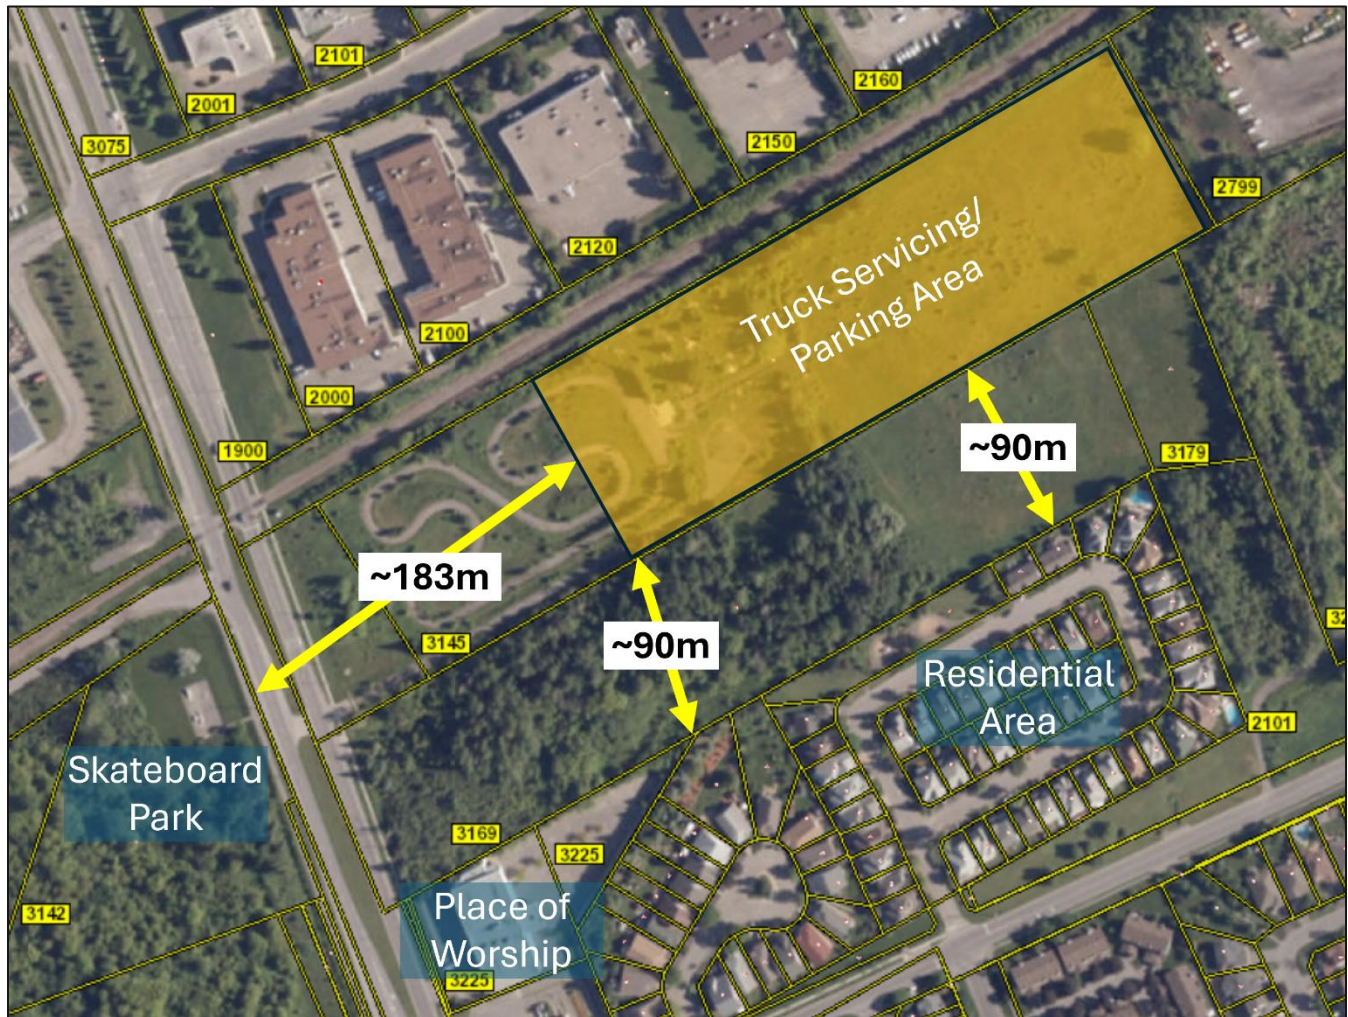 2101
2001
2160
3075
2150
2799
Truck Servicing/
Parking Area
2120
2100
2000
1900
~90m
3179
~183m
3145
~90m
Residential
Area
2101
Skateboard
Park
3169
3225
3142
Place of
Worship
3225